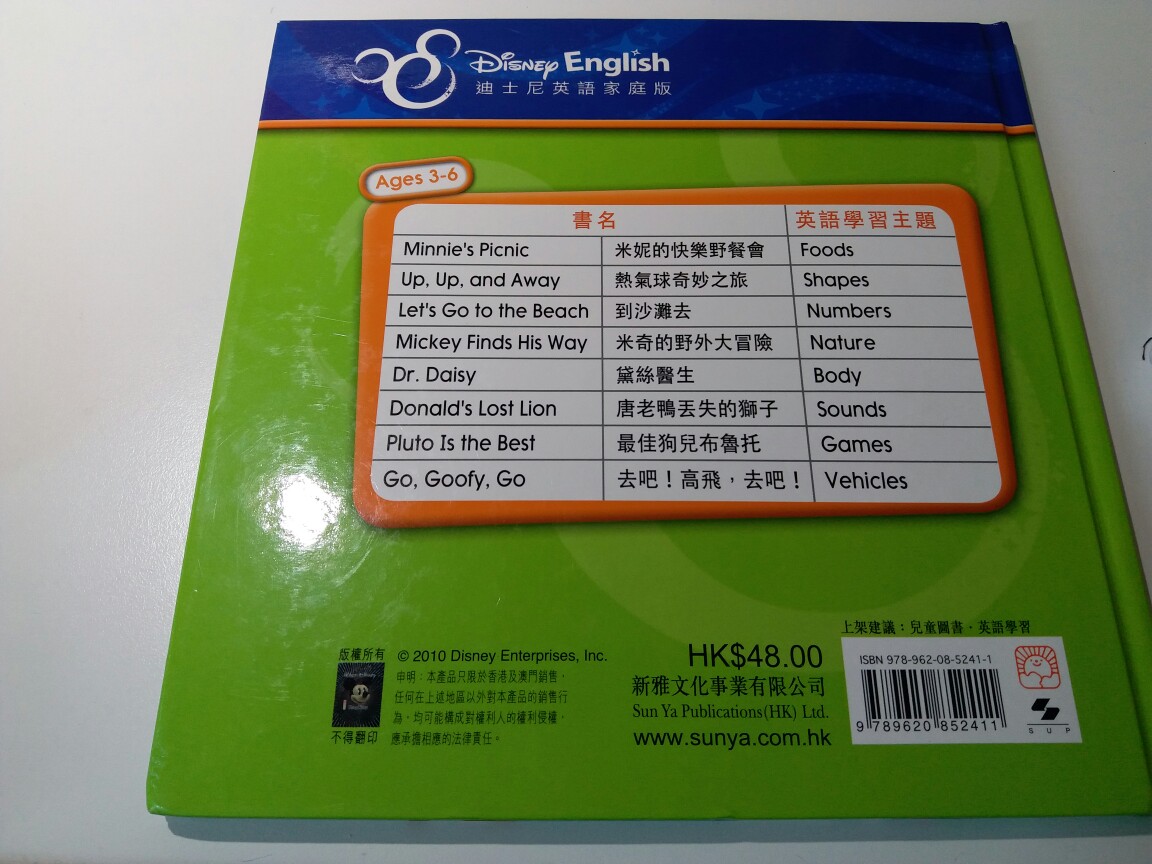 Disney English
迪士尼英語家庭版
Ages 3-6
書名 英語學習主題
Minnie's Picnic 米妮的快樂野餐會 Foods
Up, Up, and Away 熱氣球奇妙之旅 Shapes
Let's Go to the Beach 到沙灘去 Numbers
Mickey Finds His Way 米奇的野外大冒險 Nature
Dr. Daisy 黛絲醫生 Body
Donald's Lost Lion 唐老鴨丟失的獅子 Sounds
Pluto Is the Best 最佳狗兒布魯托 Games
Go, Goofy, Go 去吧！高飛，去吧！ Vehicles
版權所有
不得翻印
© 2010 Disney Enterprises, Inc.
申明：本產品只限於香港及澳門銷售，
任何在上述地區以外對本產品的銷售行
為，均可能構成對權利人的權利侵權，
應承擔相應的法律責任。
HK$48.00
新雅文化事業有限公司
Sun Ya Publications(HK) Ltd.
www.sunya.com.hk
上架建議：兒童圖書．英語學習
ISBN 978-962-08-5241-1
9 789620 852411
SUP